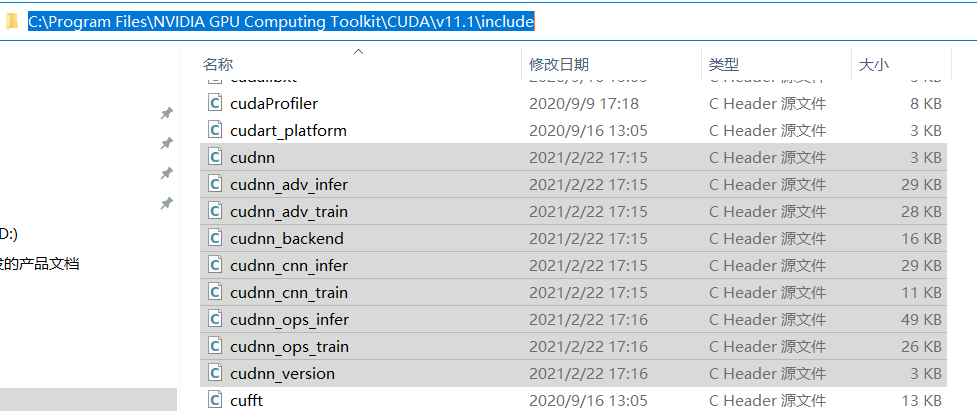 C:\Program Files\NVIDIA GPU Computing Toolkit\CUDA\v11.1\include
名称 修改日期 类型 大小
cudaProfiler 2020/9/9 17:18 C Header 源文件 8 KB
cudart_platform 2020/9/16 13:05 C Header 源文件 3 KB
cudnn 2021/2/22 17:15 C Header 源文件 3 KB
cudnn_adv_infer 2021/2/22 17:15 C Header 源文件 29 KB
cudnn_adv_train 2021/2/22 17:15 C Header 源文件 28 KB
D:)
cudnn_backend 2021/2/22 17:15 C Header 源文件 16 KB
的产品文档
cudnn_cnn_infer 2021/2/22 17:15 C Header 源文件 29 KB
cudnn_cnn_train 2021/2/22 17:15 C Header 源文件 11 KB
cudnn_ops_infer 2021/2/22 17:16 C Header 源文件 49 KB
cudnn_ops_train 2021/2/22 17:16 C Header 源文件 26 KB
cudnn_version 2021/2/22 17:16 C Header 源文件 3 KB
cufft 2020/9/16 13:05 C Header 源文件 13 KB